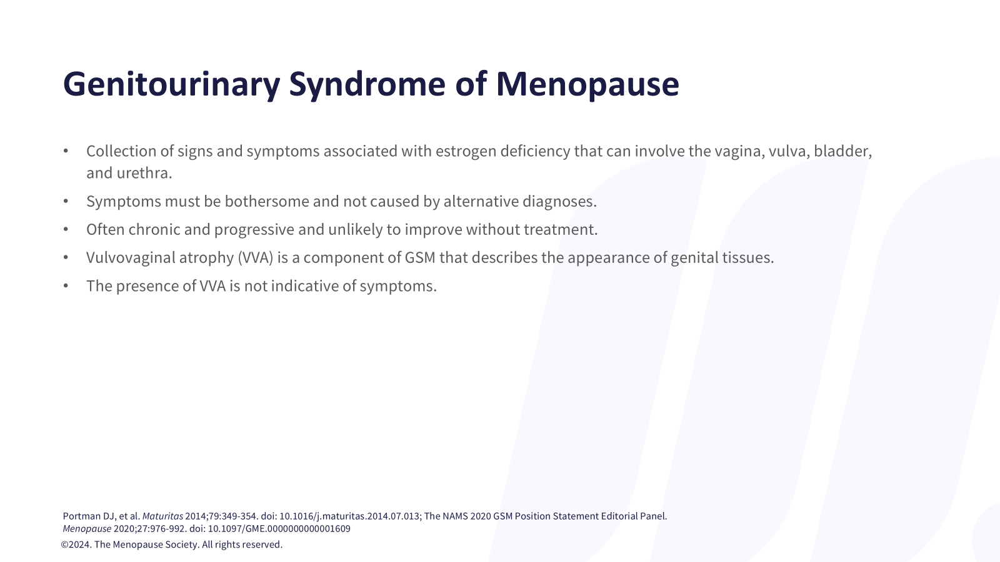 Genitourinary Syndrome of Menopause
• Collection of signs and symptoms associated with estrogen deficiency that can involve the vagina, vulva, bladder,
and urethra.
• Symptoms must be bothersome and not caused by alternative diagnoses.
• Often chronic and progressive and unlikely to improve without treatment.
• Vulvovaginal atrophy (VVA) is a component of GSM that describes the appearance of genital tissues.
• The presence of VVA is not indicative of symptoms.
Portman DJ, et al. Maturitas 2014;79:349-354. doi: 10.1016/j.maturitas.2014.07.013; The NAMS 2020 GSM Position Statement Editorial Panel.
Menopause 2020;27:976-992. doi: 10.1097/GME.0000000000001609
©2024. The Menopause Society. All rights reserved.